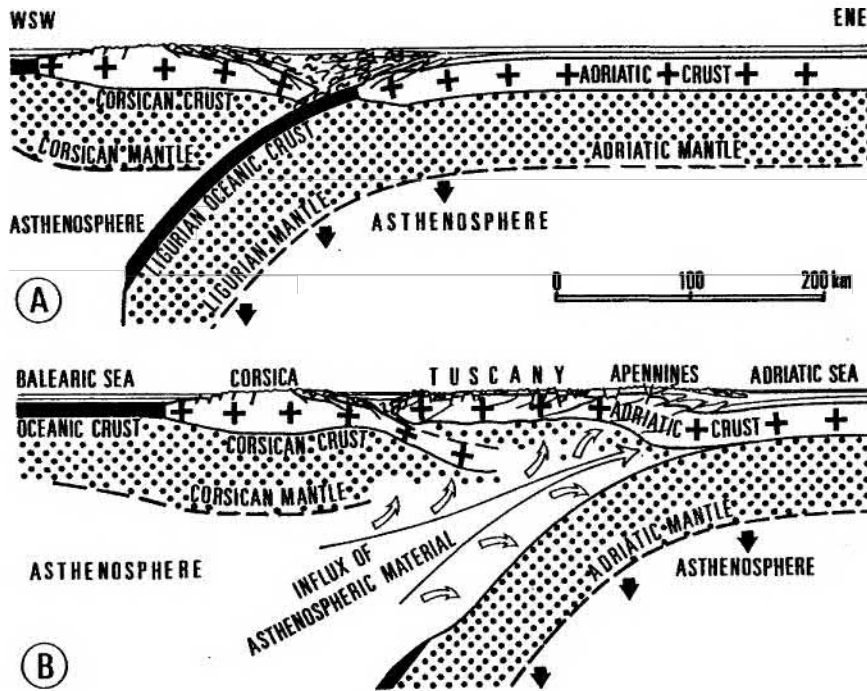 WSW ENE
ADRIATIC CRUST
CORSICAN CRUST
CORSICAN MANTLE
LIGURIAN OCEANIC CRUST
ADRIATIC MANTLE
ASTHENOSPHERE
LIGURIAN MANTLE
ASTHENOSPHERE
A
0 100 200 km
BALEARIC SEA CORSICA TUSCANY APENNINES ADRIATIC SEA
OCEANIC CRUST
CORSICAN CRUST
ADRIATIC CRUST
CORSICAN MANTLE
INFLUX OF
ASTHENOSPHERIC MATERIAL
ADRIATIC MANTLE
ASTHENOSPHERE
ASTHENOSPHERE
B